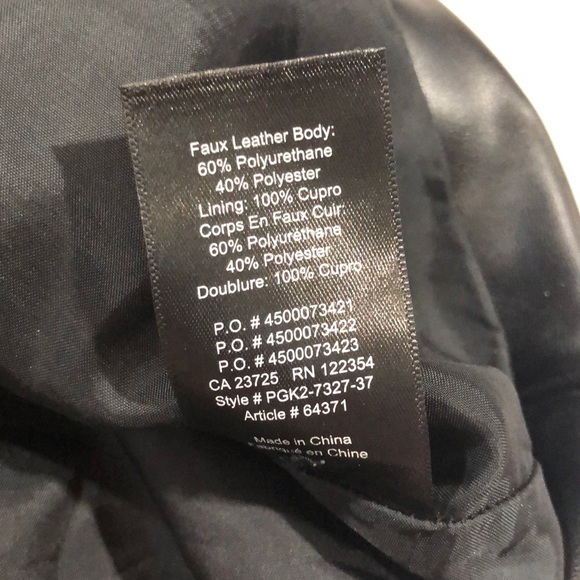 Faux Leather Body:
60% Polyurethane
40% Polyester
Lining: 100% Cupro
Corps En Faux Cuir:
60% Polyuréthane
40% Polyester
Doublure: 100% Cupro
P.O. # 4500073421
P.O. # 4500073422
P.O. # 4500073423
CA 23725 RN 122354
Style # PGK2-7327-37
Article # 64371
Made in China
Fabriqué en Chine